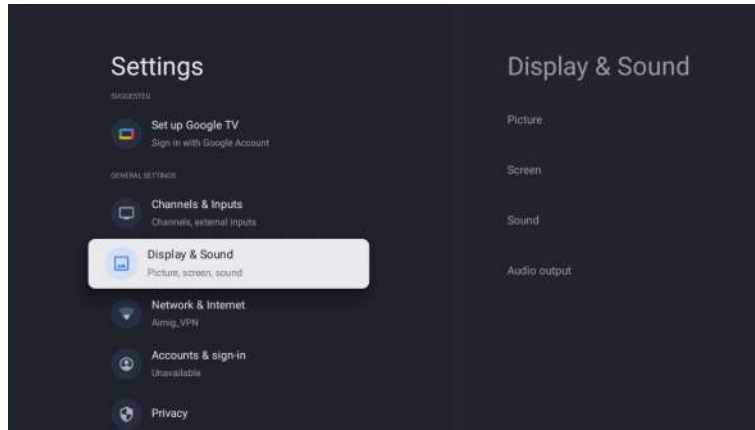 Settings
SUGGESTED
Set up Google TV
Sign in with Google Account
GENERAL SETTINGS
Channels & Inputs
Channels, external inputs
Display & Sound
Picture, screen, sound
Network & Internet
Aimig_VPN
Accounts & sign-in
Unavailable
Privacy
Display & Sound
Picture
Screen
Sound
Audio output